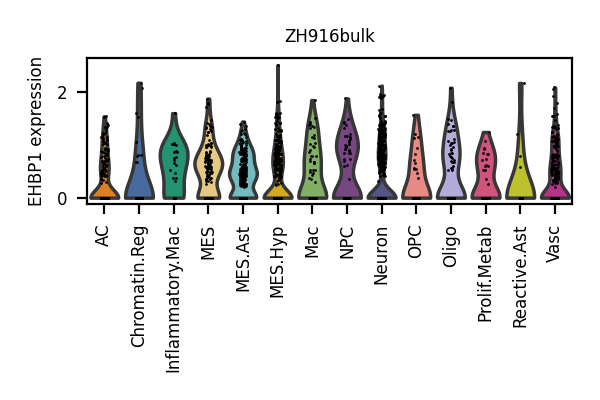 ZH916bulk
EHBP1 expression
2
0
AC
Chromatin.Reg
Inflammatory.Mac
MES
MES.Ast
MES.Hyp
Mac
NPC
Neuron
OPC
Oligo
Prolif.Metab
Reactive.Ast
Vasc